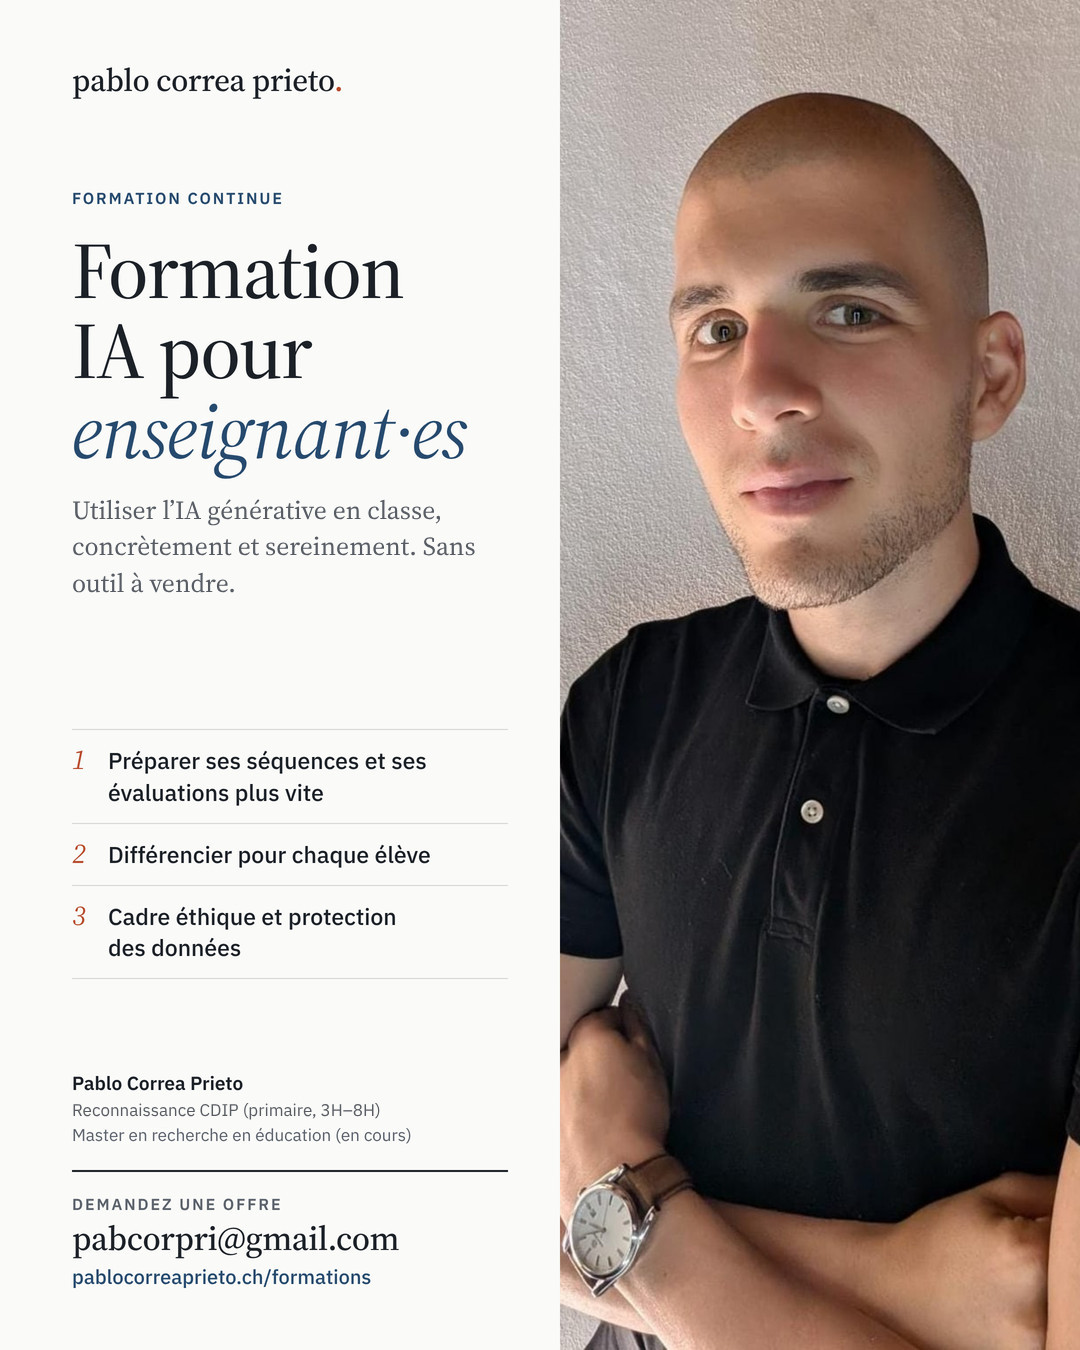 pablo correa prieto.
FORMATION CONTINUE
Formation
IA pour
enseignant·es
Utiliser l’IA générative en classe,
concrètement et sereinement. Sans
outil à vendre.
1 Préparer ses séquences et ses
évaluations plus vite
2 Différencier pour chaque élève
3 Cadre éthique et protection
des données
Pablo Correa Prieto
Reconnaissance CDIP (primaire, 3H–8H)
Master en recherche en éducation (en cours)
DEMANDEZ UNE OFFRE
pabcorpri@gmail.com
pablocorreaprieto.ch/formations